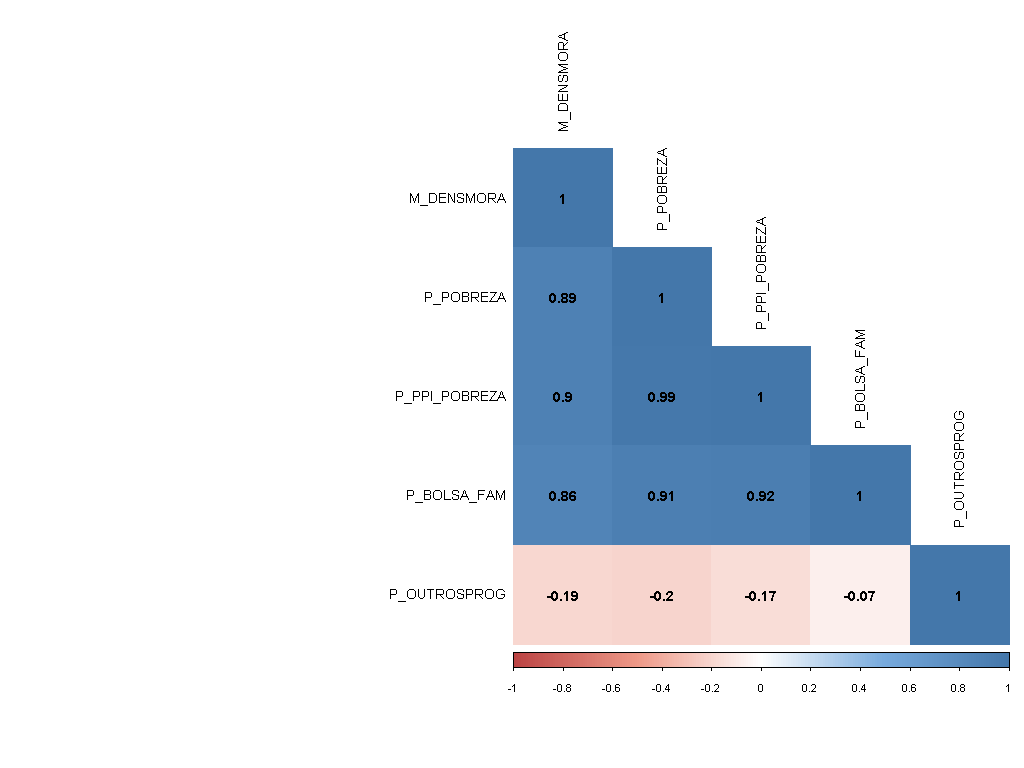 M_DENSMORA
P_POBREZA
P_PPI_POBREZA
P_BOLSA_FAM
P_OUTROSPROG
M_DENSMORA 1
P_POBREZA 0.89 1
P_PPI_POBREZA 0.9 0.99 1
P_BOLSA_FAM 0.86 0.91 0.92 1
P_OUTROSPROG -0.19 -0.2 -0.17 -0.07 1
-1 -0.8 -0.6 -0.4 -0.2 0 0.2 0.4 0.6 0.8 1